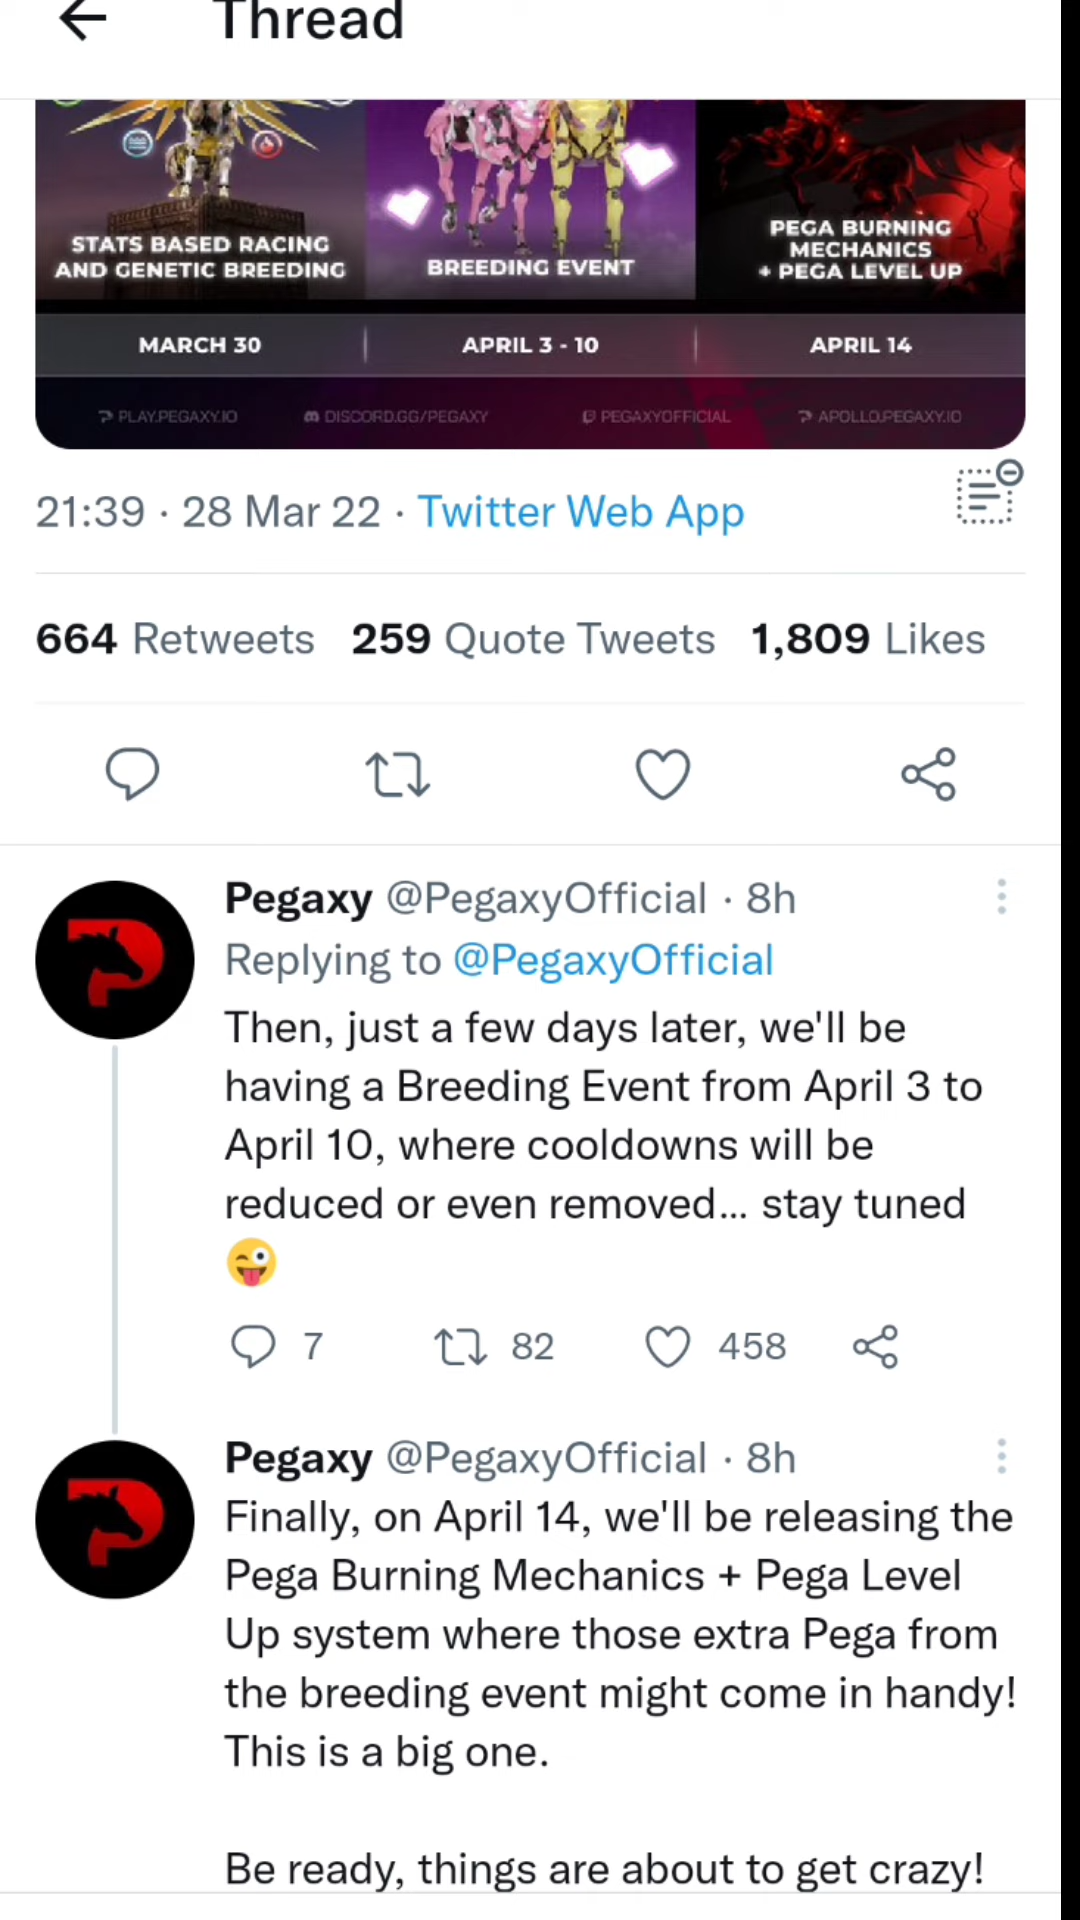 Thread
STATS BASED RACING
AND GENETIC BREEDING
BREEDING EVENT
PEGA BURNING
MECHANICS
+ PEGA LEVEL UP
MARCH 30
APRIL 3 - 10
APRIL 14
PLAY.PEGAXY.IO
DISCORD.GG/PEGAXY
PEGAXYOFFICIAL
APOLLO.PEGAXY.IO
21:39 · 28 Mar 22 · Twitter Web App
664 Retweets 259 Quote Tweets 1,809 Likes
Pegaxy @PegaxyOfficial · 8h
Replying to @PegaxyOfficial
Then, just a few days later, we'll be
having a Breeding Event from April 3 to
April 10, where cooldowns will be
reduced or even removed... stay tuned
😜
7 82 458
Pegaxy @PegaxyOfficial · 8h
Finally, on April 14, we'll be releasing the
Pega Burning Mechanics + Pega Level
Up system where those extra Pega from
the breeding event might come in handy!
This is a big one.
Be ready, things are about to get crazy!